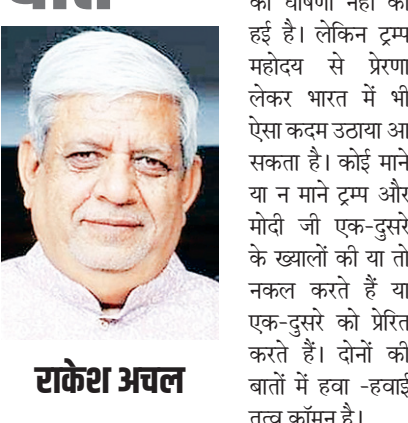 राकेश अचल
की घोषणा नहीं की
हुई है। लेकिन ट्रम्प
महोदय से प्रेरणा
लेकर भारत में भी
ऐसा कदम उठाया आ
सकता है। कोई माने
या न माने ट्रम्प और
मोदी जी एक-दुसरे
के ख्यालों की या तो
नकल करते हैं या
एक-दुसरे को प्रेरित
करते हैं। दोनों की
बातों में हवा -हवाई
तत्व कॉमन है।